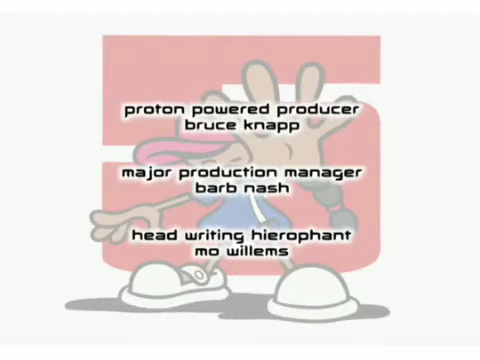 proton powered producer
bruce knapp
major production manager
barb nash
head writing hierophant
mo willems